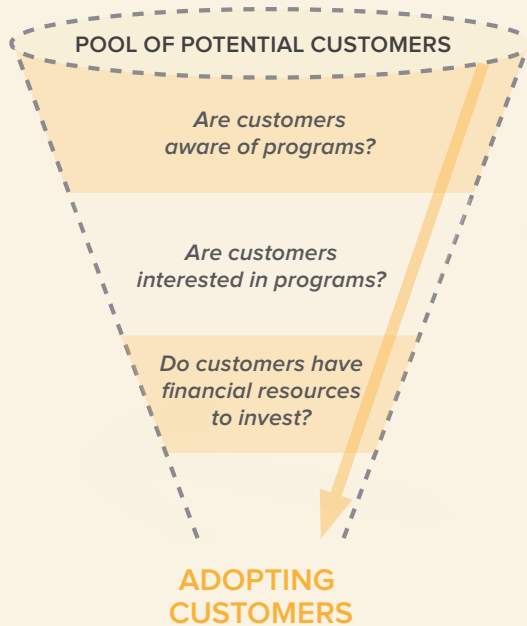 POOL OF POTENTIAL CUSTOMERS
Are customers
aware of programs?
Are customers
interested in programs?
Do customers have
financial resources
to invest?
ADOPTING
CUSTOMERS